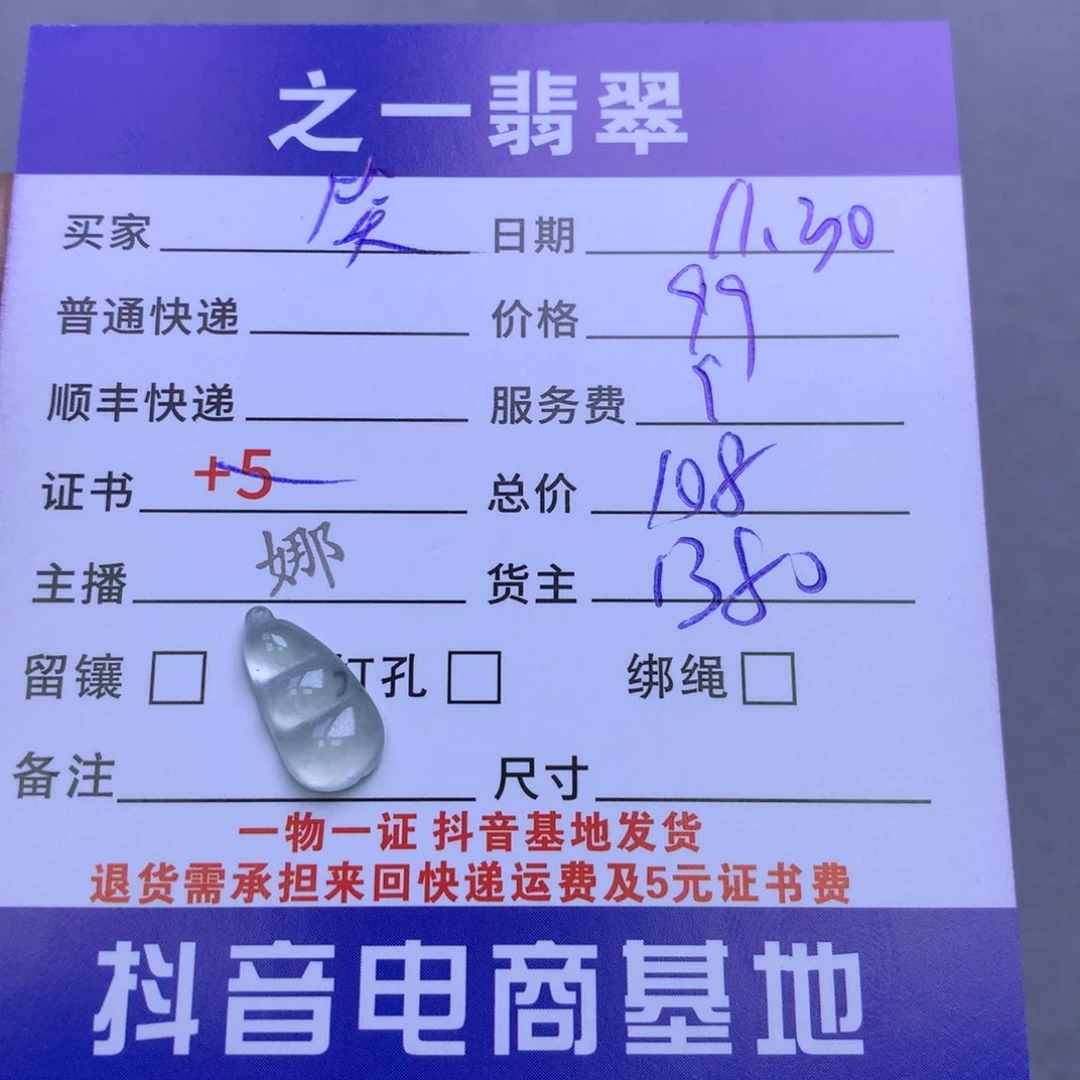 之一翡翠
买家 日期 11.30
普通快递 价格 99
顺丰快递 服务费
证书 +5 总价 108
主播 娜 货主 1380
留镶 打孔 绑绳
备注 尺寸
一物一证 抖音基地发货
退货需承担来回快递运费及5元证书费
抖音电商基地